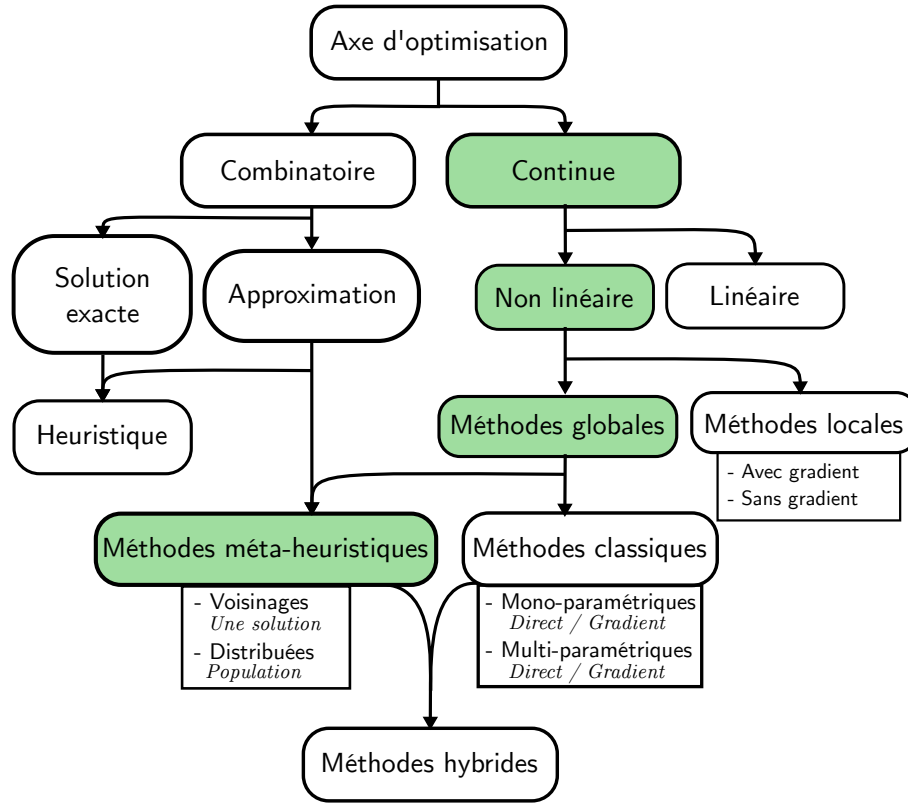 Axe d'optimisation
Combinatoire
Continue
Solution
exacte
Approximation
Non linéaire
Linéaire
Heuristique
Méthodes globales
Méthodes locales
- Avec gradient
- Sans gradient
Méthodes méta-heuristiques
Méthodes classiques
- Voisinages
Une solution
- Distribuées
Population
- Mono-paramétriques
Direct / Gradient
- Multi-paramétriques
Direct / Gradient
Méthodes hybrides